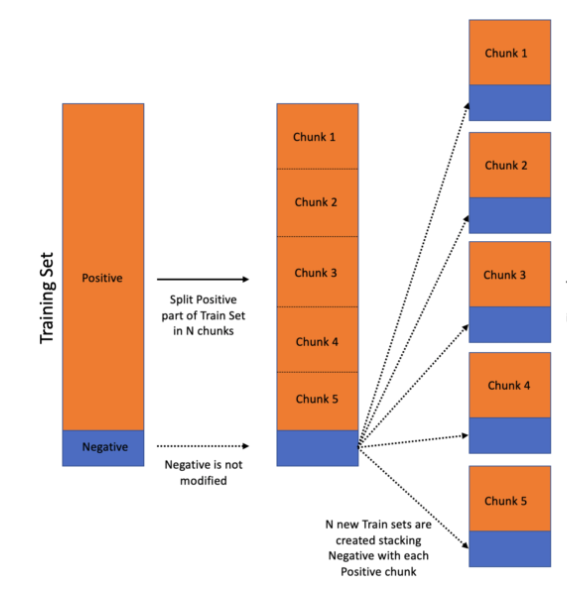 Training Set
Positive
Negative
Split Positive
part of Train Set
in N chunks
Negative is not
modified
Chunk 1
Chunk 2
Chunk 3
Chunk 4
Chunk 5
N new Train sets are
created stacking
Negative with each
Positive chunk
Chunk 1
Chunk 2
Chunk 3
Chunk 4
Chunk 5